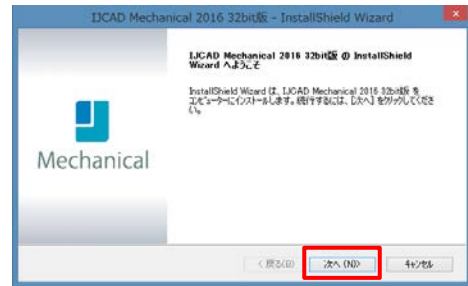 IJCAD Mechanical 2016 32bit版 - InstallShield Wizard
IJCAD Mechanical 2016 32bit版 の InstallShield
Wizard へようこそ
InstallShield Wizard は、IJCAD Mechanical 2016 32bit版 を
コンピューターにインストールします。続行するには、[次へ] をクリックしてくださ
い。
Mechanical
< 戻る(B)
次へ (N)>
キャンセル